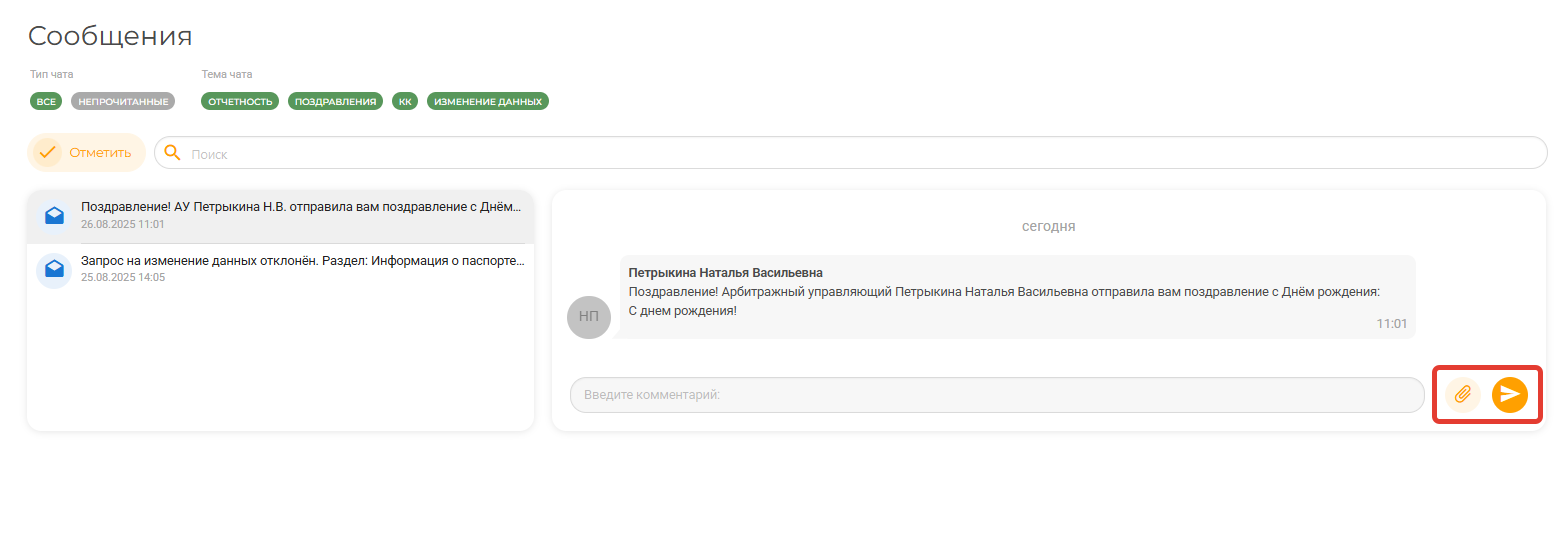 Сообщения
Тип чата
Тема чата
ВСЕ
НЕПРОЧИТАННЫЕ
ОТЧЕТНОСТЬ
ПОЗДРАВЛЕНИЯ
КК
ИЗМЕНЕНИЕ ДАННЫХ
Отметить
Поиск
Поздравление! АУ Петрыкина Н.В. отправила вам поздравление с Днём...
26.08.2025 11:01
Запрос на изменение данных отклонён. Раздел: Информация о паспорте...
25.08.2025 14:05
сегодня
НП
Петрыкина Наталья Васильевна
Поздравление! Арбитражный управляющий Петрыкина Наталья Васильевна отправила вам поздравление с Днём рождения:
С днем рождения!
11:01
Введите комментарий: